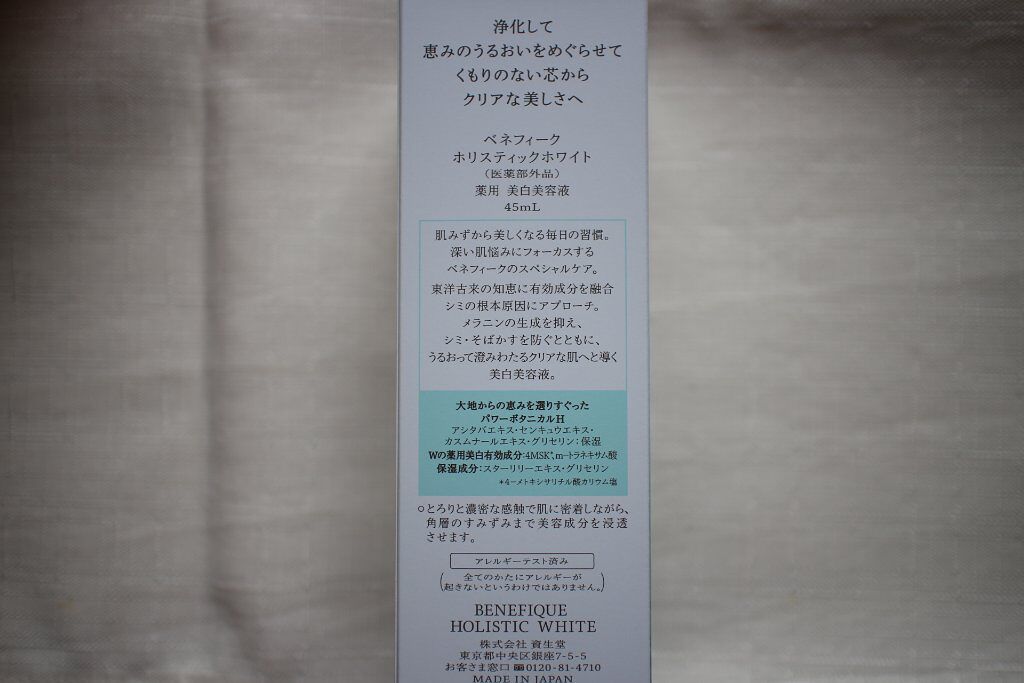 浄化して
恵みのうるおいをめぐらせて
くもりのない芯から
クリアな美しさへ
ベネフィーク
ホリスティックホワイト
（医薬部外品）
薬用 美白美容液
45mL
肌みずから美しくなる毎日の習慣。
深い肌悩みにフォーカスする
ベネフィークのスペシャルケア。
東洋古来の知恵に有効成分を融合
シミの根本原因にアプローチ。
メラニンの生成を抑え、
シミ・そばかすを防ぐとともに、
うるおって澄みわたるクリアな肌へと導く
美白美容液。
大地からの恵みを選りすぐった
パワーボタニカルH
アシタバエキス・センキュウエキス・
カスムナールエキス・グリセリン：保湿
Wの薬用美白有効成分：4MSK*,m-トラネキサム酸
保湿成分：スターリリーエキス・グリセリン
*4-メトキシサリチル酸カリウム塩
○とろりと濃密な感触で肌に密着しながら、
角層のすみずみまで美容成分を浸透
させます。
アレルギーテスト済み
（全てのかたにアレルギーが
起きないというわけではありません。）
BENEFIQUE
HOLISTIC WHITE
株式会社 資生堂
東京都中央区銀座7-5-5
お客さま窓口 0120-81-4710
MADE IN JAPAN